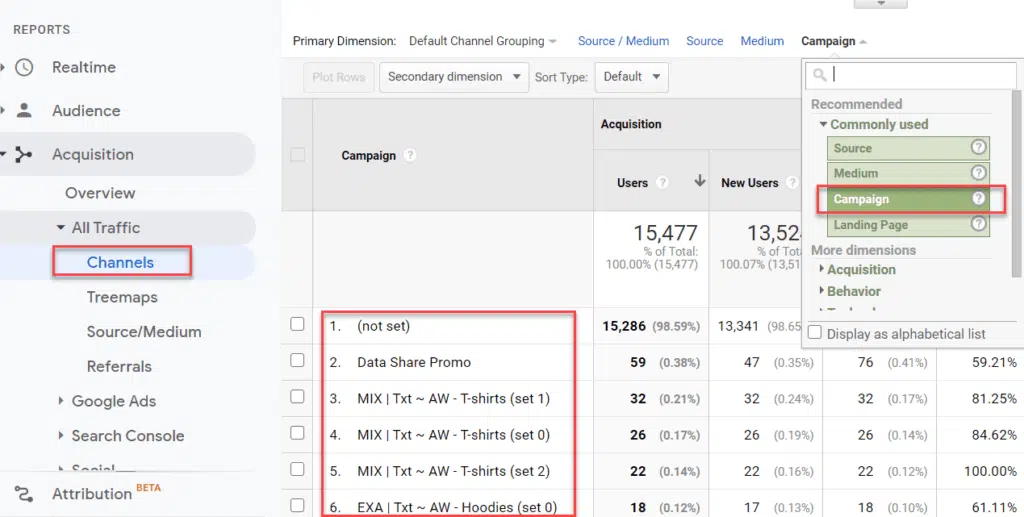 REPORTS
Realtime
Audience
Acquisition
Overview
All Traffic
Channels
Treemaps
Source/Medium
Referrals
Google Ads
Search Console
Attribution BETA
Primary Dimension: Default Channel Grouping Source / Medium Source Medium Campaign
Plot Rows Secondary dimension Sort Type: Default
Campaign ?
Acquisition
Users ? New Users ?
15,477
% of Total:
100.00% (15,477)
13,52
% of Total:
100.07% (13,51
1. (not set) 15,286 (98.59%) 13,341 (98.65
2. Data Share Promo 59 (0.38%) 47 (0.35%) 76 (0.41%) 59.21%
3. MIX | Txt ~ AW - T-shirts (set 1) 32 (0.21%) 32 (0.24%) 32 (0.17%) 81.25%
4. MIX | Txt ~ AW - T-shirts (set 0) 26 (0.17%) 26 (0.19%) 26 (0.14%) 84.62%
5. MIX | Txt ~ AW - T-shirts (set 2) 22 (0.14%) 22 (0.16%) 22 (0.12%) 100.00%
6. EXA | Txt ~ AW - Hoodies (set 0) 18 (0.12%) 17 (0.13%) 18 (0.10%) 61.11%
Recommended
Commonly used
Source ?
Medium ?
Campaign ?
Landing Page ?
More dimensions
Acquisition
Behavior
Display as alphabetical list